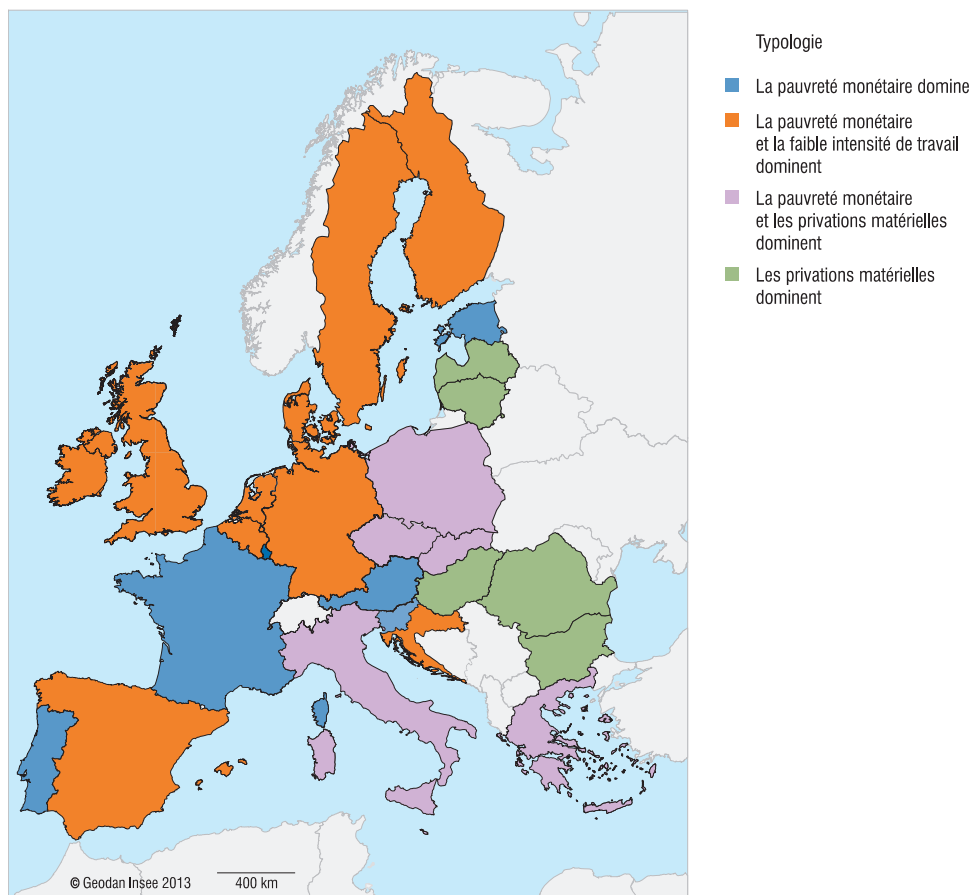 Typologie
La pauvreté monétaire domine
La pauvreté monétaire
et la faible intensité de travail
dominent
La pauvreté monétaire
et les privations matérielles
dominent
Les privations matérielles
dominent
© Geodan Insee 2013
400 km